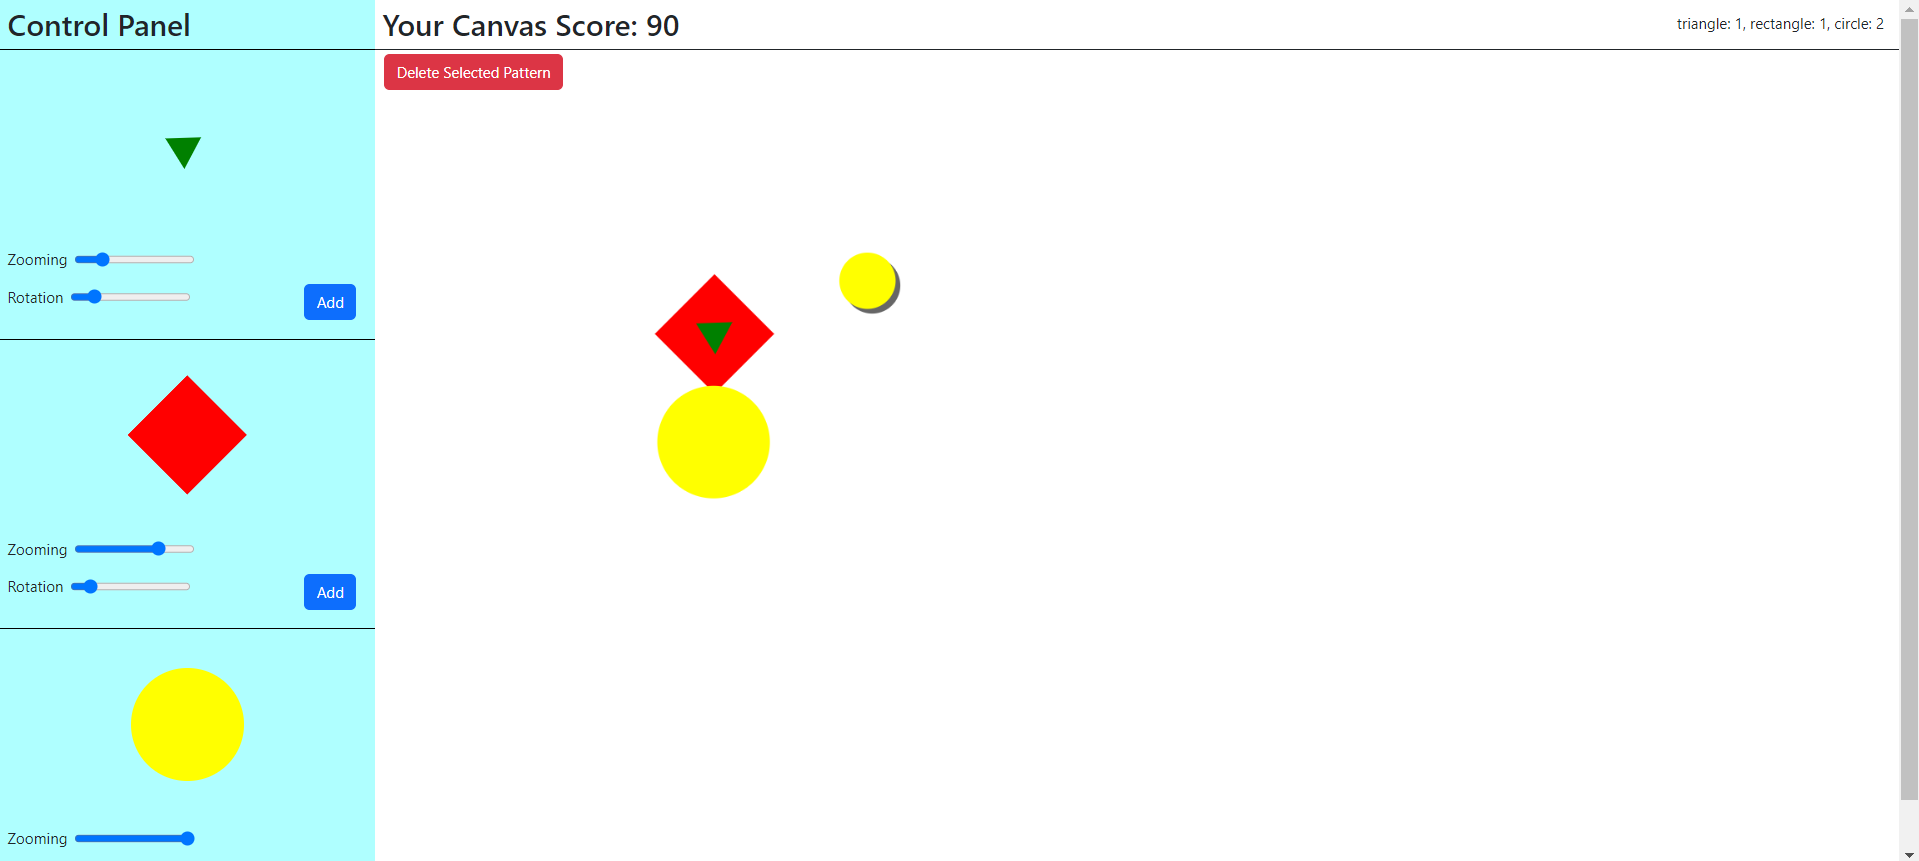 Control Panel
Your Canvas Score: 90
triangle: 1, rectangle: 1, circle: 2
Delete Selected Pattern
Zooming
Rotation
Add
Zooming
Rotation
Add
Zooming